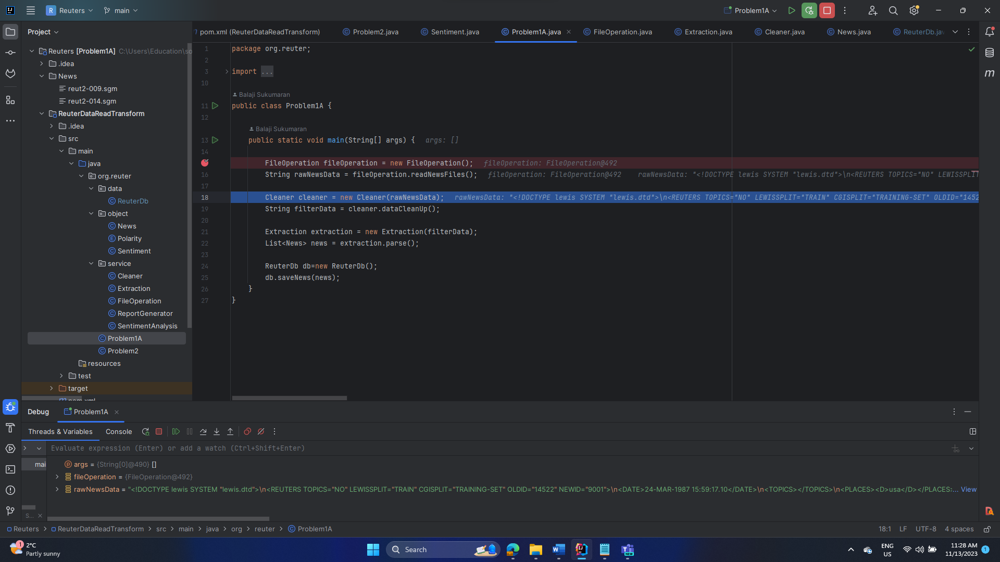 R Reuters main Problem1A
Project
Reuters [Problem1A] C:\Users\Education\so
.idea
News
reut2-009.sgm
reut2-014.sgm
ReuterDataReadTransform
.idea
src
main
java
org.reuter
data
ReuterDb
object
News
Polarity
Sentiment
service
Cleaner
Extraction
FileOperation
ReportGenerator
SentimentAnalysis
Problem1A
Problem2
resources
test
target
pom.xml (ReuterDataReadTransform) Problem2.java Sentiment.java Problem1A.java FileOperation.java Extraction.java Cleaner.java News.java ReuterDb.jav
1 package org.reuter;
2
3 import ...
10
Balaji Sukumaran
11 public class Problem1A {
12
Balaji Sukumaran
13 public static void main(String[] args) { args: []
14
FileOperation fileOperation = new FileOperation(); fileOperation: FileOperation@492
16 String rawNewsData = fileOperation.readNewsFiles(); fileOperation: FileOperation@492 rawNewsData: "<!DOCTYPE lewis SYSTEM "lewis.dtd">\n<REUTERS TOPICS="NO" LEWISSPLIT
17
18 Cleaner cleaner = new Cleaner(rawNewsData); rawNewsData: "<!DOCTYPE lewis SYSTEM "lewis.dtd">\n<REUTERS TOPICS="NO" LEWISSPLIT="TRAIN" CGISPLIT="TRAINING-SET" OLDID="1452
19 String filterData = cleaner.dataCleanUp();
20
21 Extraction extraction = new Extraction(filterData);
22 List<News> news = extraction.parse();
23
24 ReuterDb db=new ReuterDb();
25 db.saveNews(news);
26 }
27 }
Debug Problem1A
Threads & Variables Console
Evaluate expression (Enter) or add a watch (Ctrl+Shift+Enter)
mai
args = {String[0]@490} []
fileOperation = {FileOperation@492}
rawNewsData = "<!DOCTYPE lewis SYSTEM "lewis.dtd">\n<REUTERS TOPICS="NO" LEWISSPLIT="TRAIN" CGISPLIT="TRAINING-SET" OLDID="14522" NEWID="9001">\n<DATE>24-MAR-1987 15:59:17.10</DATE>\n<TOPICS></TOPICS>\n<PLACES><D>usa</D></PLACES:... View
S...
Reuters > ReuterDataReadTransform > src > main > java > org > reuter > Problem1A 18:1 LF UTF-8 4 spaces
1
2°C
Partly sunny
Search
NEW
ENG
US
11:28 AM
11/13/2023
1